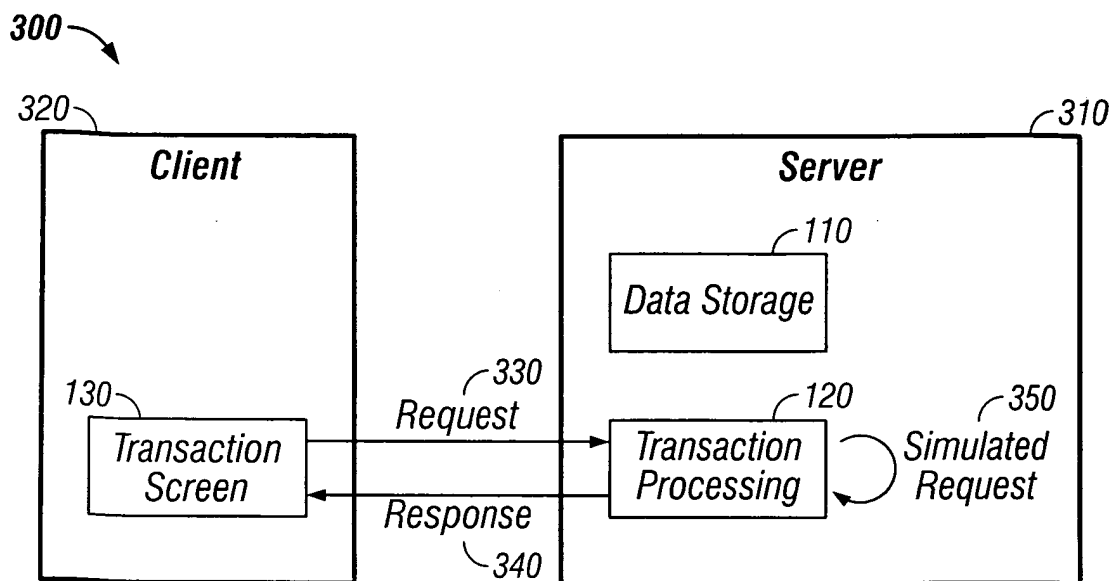 300
320
310
Client
Server
110
Data Storage
330
130
Request
120
350
Transaction
Screen
Transaction
Processing
Simulated
Request
Response
340